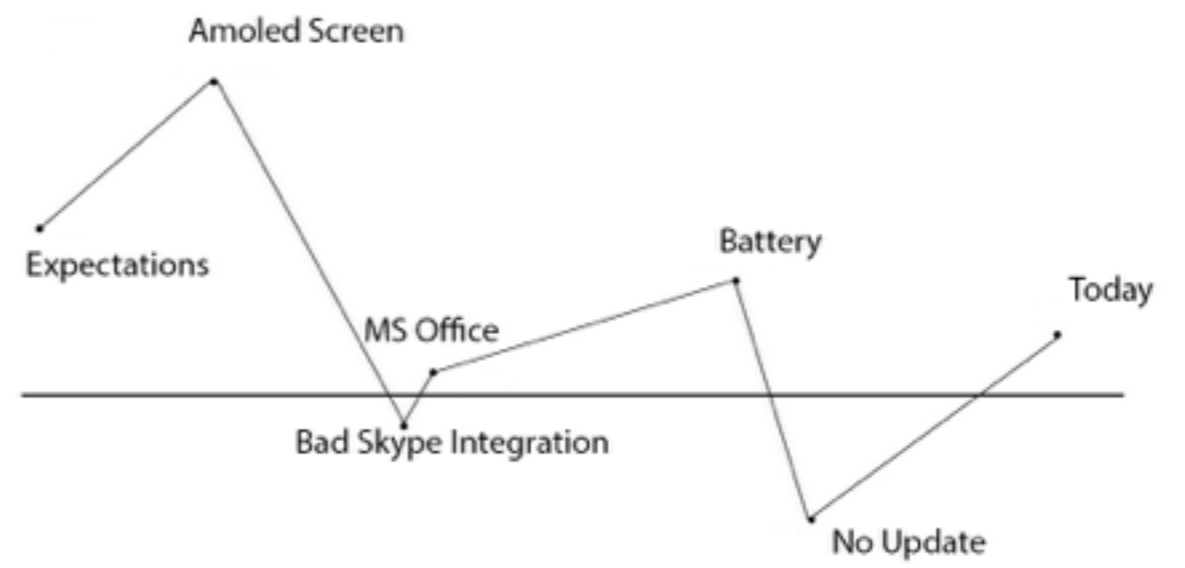 Amoled Screen
Expectations
Battery
Today
MS Office
Bad Skype Integration
No Update